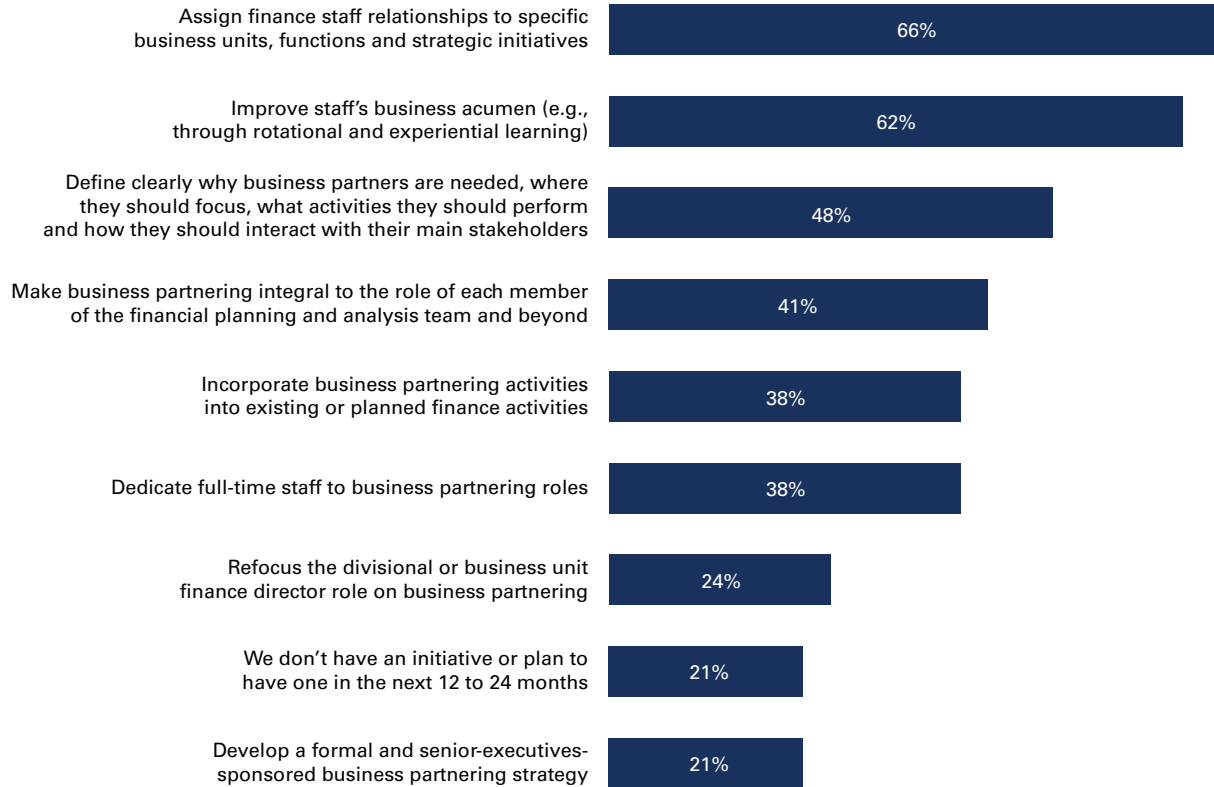 Assign finance staff relationships to specific
business units, functions and strategic initiatives
66%
Improve staff’s business acumen (e.g.,
through rotational and experiential learning)
62%
Define clearly why business partners are needed, where
they should focus, what activities they should perform
and how they should interact with their main stakeholders
48%
Make business partnering integral to the role of each member
of the financial planning and analysis team and beyond
41%
Incorporate business partnering activities
into existing or planned finance activities
38%
Dedicate full-time staff to business partnering roles
38%
Refocus the divisional or business unit
finance director role on business partnering
24%
We don’t have an initiative or plan to
have one in the next 12 to 24 months
21%
Develop a formal and senior-executives-
sponsored business partnering strategy
21%